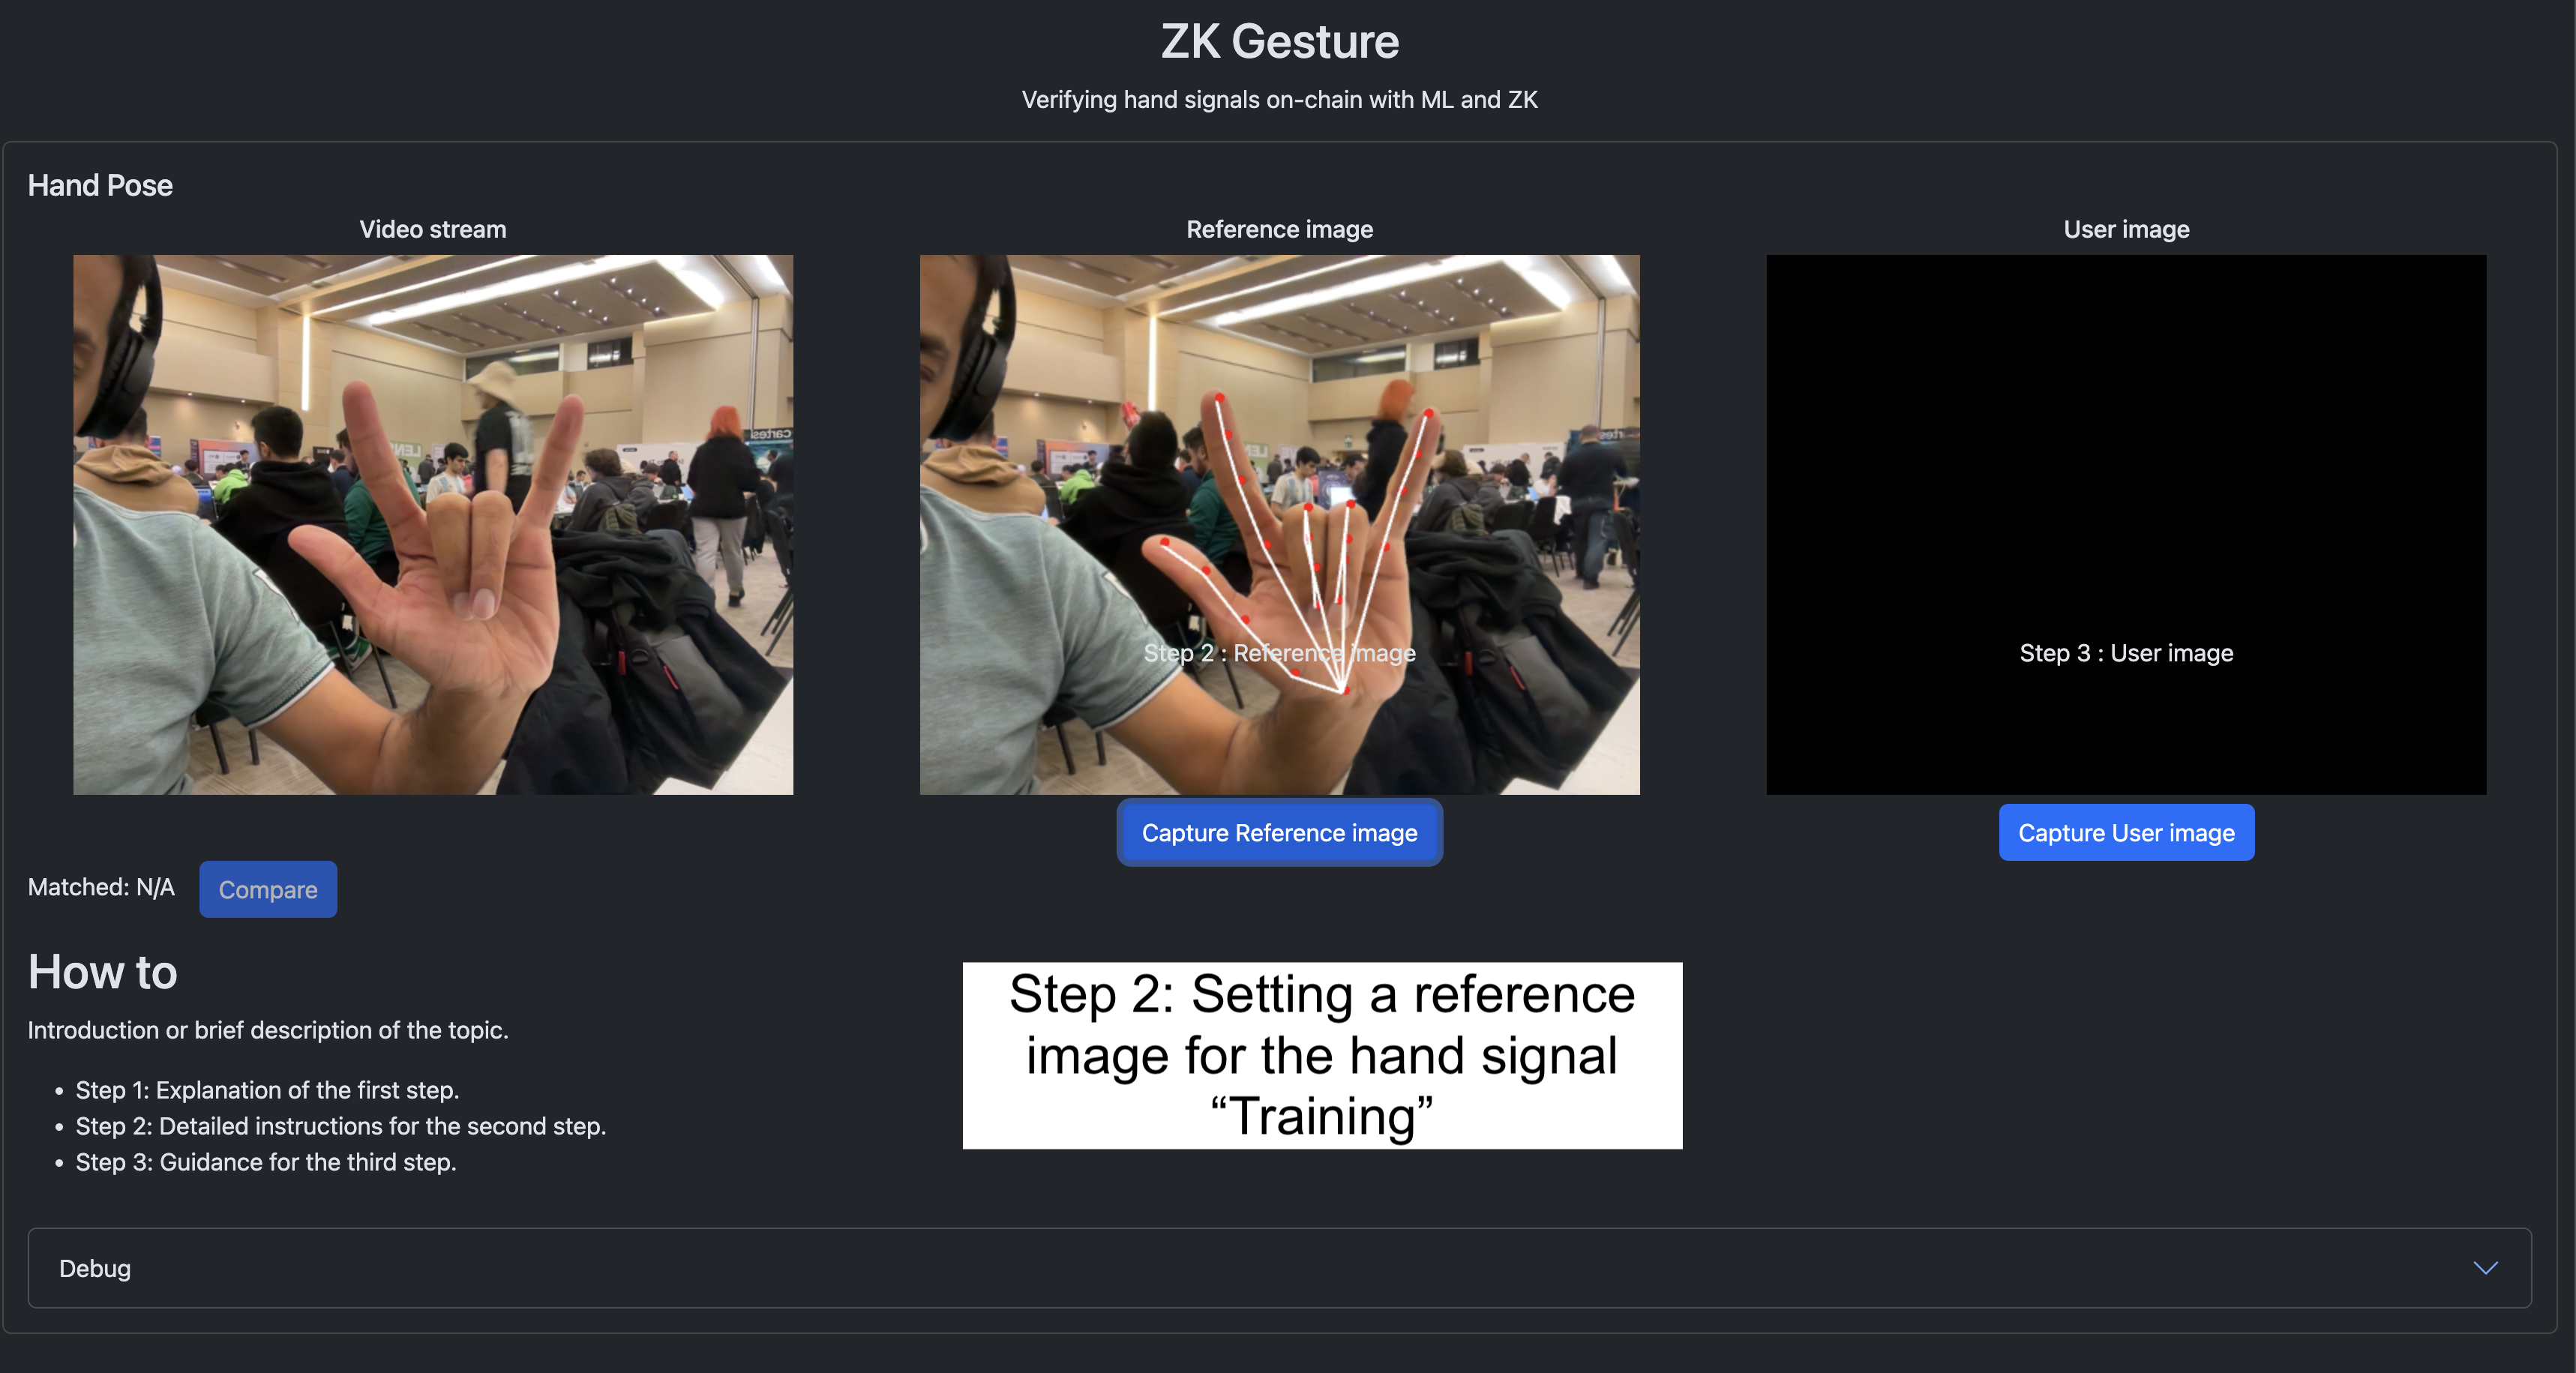 ZK Gesture
Verifying hand signals on-chain with ML and ZK
Hand Pose
Video stream
Reference image
User image
Step 2 : Reference image
Step 3 : User image
Capture Reference image
Capture User image
Matched: N/A
Compare
How to
Introduction or brief description of the topic.
• Step 1: Explanation of the first step.
• Step 2: Detailed instructions for the second step.
• Step 3: Guidance for the third step.
Step 2: Setting a reference
image for the hand signal
“Training”
Debug